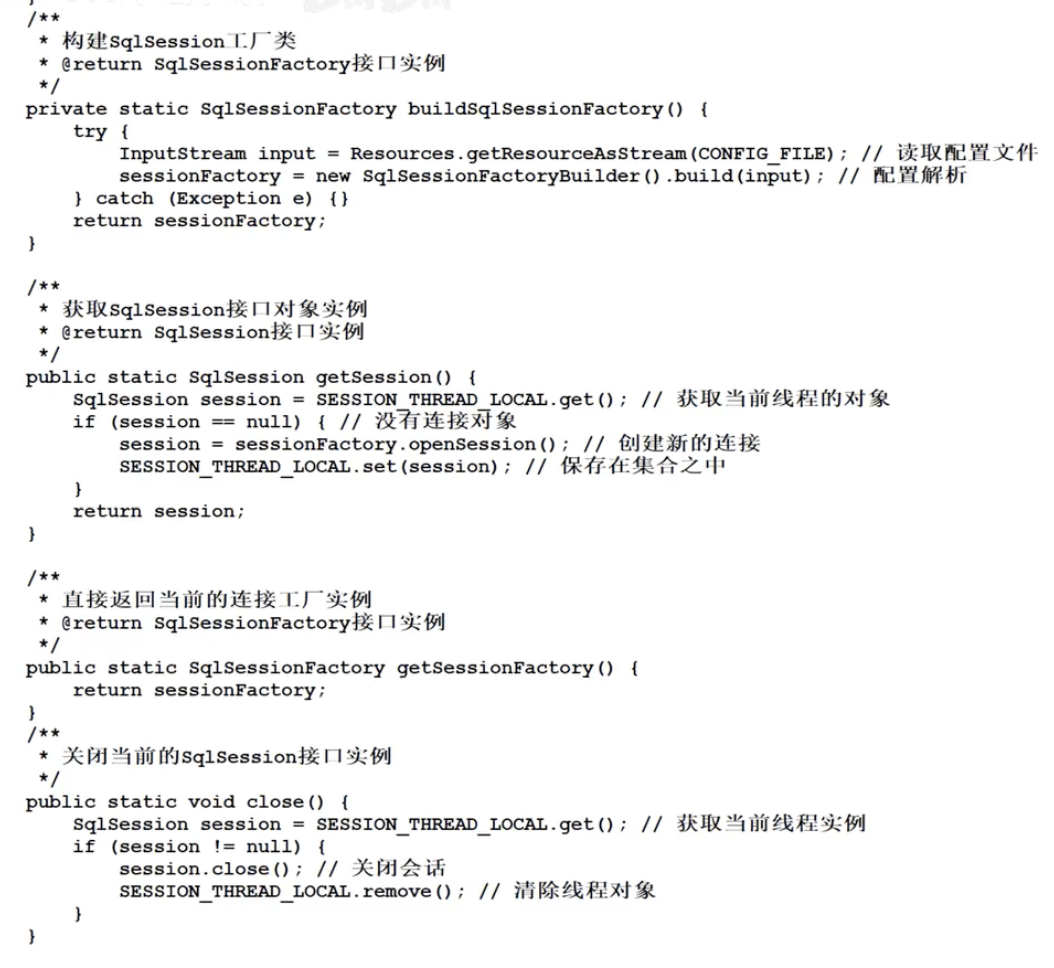 /**
 * 构建SqlSession工厂类
 * @return SqlSessionFactory接口实例
 */
private static SqlSessionFactory buildSqlSessionFactory() {
    try {
        InputStream input = Resources.getResourceAsStream(CONFIG_FILE); // 读取配置文件
        sessionFactory = new SqlSessionFactoryBuilder().build(input); // 配置解析
    } catch (Exception e) {}
    return sessionFactory;
}

/**
 * 获取SqlSession接口对象实例
 * @return SqlSession接口实例
 */
public static SqlSession getSession() {
    SqlSession session = SESSION_THREAD_LOCAL.get(); // 获取当前线程的对象
    if (session == null) { // 没有连接对象
        session = sessionFactory.openSession(); // 创建新的连接
        SESSION_THREAD_LOCAL.set(session); // 保存在集合之中
    }
    return session;
}

/**
 * 直接返回当前的连接工厂实例
 * @return SqlSessionFactory接口实例
 */
public static SqlSessionFactory getSessionFactory() {
    return sessionFactory;
}
/**
 * 关闭当前的SqlSession接口实例
 */
public static void close() {
    SqlSession session = SESSION_THREAD_LOCAL.get(); // 获取当前线程实例
    if (session != null) {
        session.close(); // 关闭会话
        SESSION_THREAD_LOCAL.remove(); // 清除线程对象
    }
}